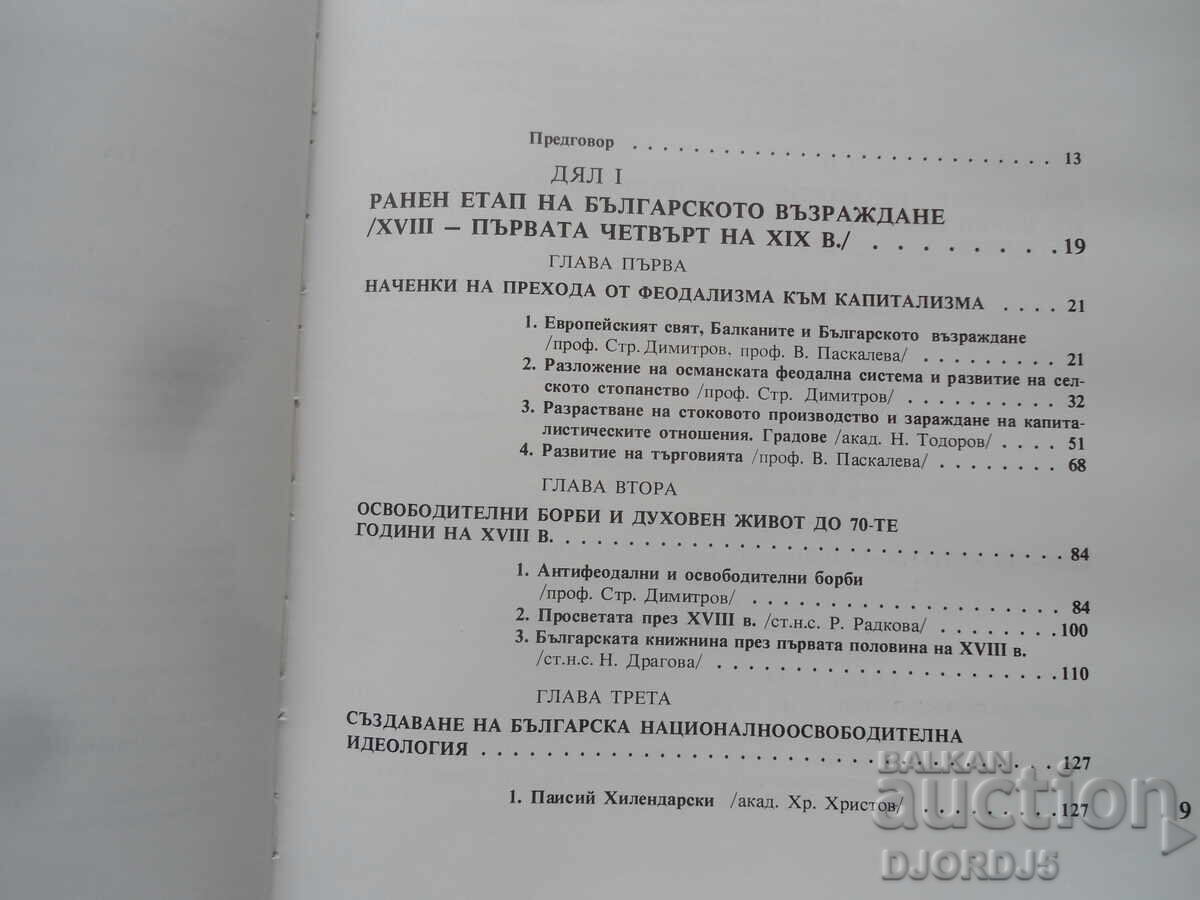 Предговор . . . . . . . . . . . . . . . . . . . . . . . . . . . . . 13
ДЯЛ I
РАНЕН ЕТАП НА БЪЛГАРСКОТО ВЪЗРАЖДАНЕ
/XVIII – ПЪРВАТА ЧЕТВЪРТ НА XIX В./ . . . . . . . . 19
ГЛАВА ПЪРВА
НАЧЕНКИ НА ПРЕХОДА ОТ ФЕОДАЛИЗМА КЪМ КАПИТАЛИЗМА . . . . 21
1. Европейският свят, Балканите и Българското възраждане
/проф. Стр. Димитров, проф. В. Паскалева/ . . . . . . . . . 21
2. Разложение на османската феодална система и развитие на сел-
ското стопанство /проф. Стр. Димитров/ . . . . . . . . . . 32
3. Разрастване на стоковото производство и зараждане на капита-
листическите отношения. Градове /акад. Н. Тодоров/ . . . . 51
4. Развитие на търговията /проф. В. Паскалева/ . . . . . . . . 68
ГЛАВА ВТОРА
ОСВОБОДИТЕЛНИ БОРБИ И ДУХОВЕН ЖИВОТ ДО 70-ТЕ
ГОДИНИ НА XVIII В. . . . . . . . . . . . . . . . . . . . . . . . . . . . . 84
1. Антифеодални и освободителни борби
/проф. Стр. Димитров/ . . . . . . . . . . . . . . . . . . . 84
2. Просветата през XVIII в. /ст.н.с. Р. Радкова/ . . . . . . . . 100
3. Българската книжнина през първата половина на XVIII в.
/ст.н.с. Н. Драгова/ . . . . . . . . . . . . . . . . . . . . . 110
ГЛАВА ТРЕТА
СЪЗДАВАНЕ НА БЪЛГАРСКА НАЦИОНАЛНООСВОБОДИТЕЛНА
ИДЕОЛОГИЯ . . . . . . . . . . . . . . . . . . . . . . . . . . . . . . . . 127
1. Паисий Хилендарски /акад. Хр. Христов/ . . . . . . . . . 127
9
BALKAN
auction
DJORDJ5